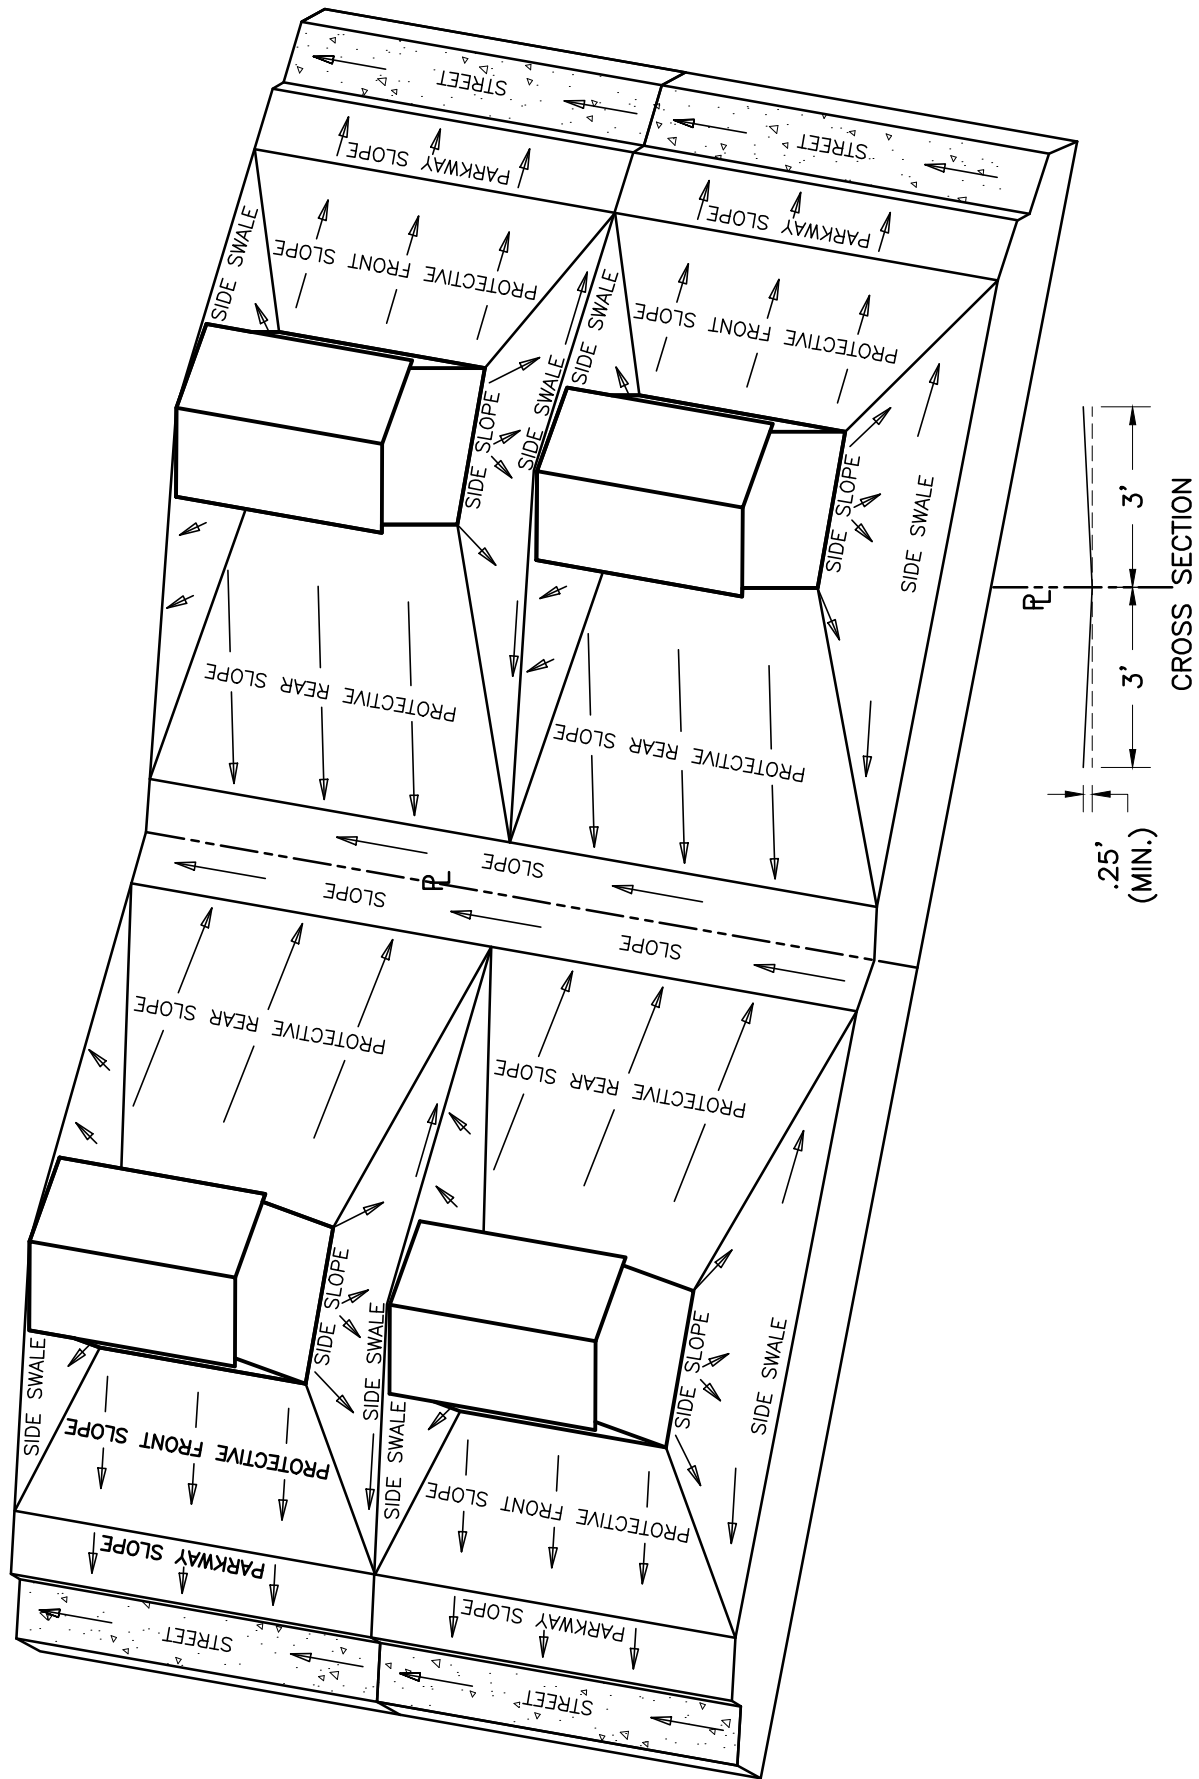 STREET
STREET
PARKWAY SLOPE
PARKWAY SLOPE
SIDE SWALE
PROTECTIVE FRONT SLOPE
SIDE SWALE
PROTECTIVE FRONT SLOPE
SIDE SLOPE
SIDE SWALE
SIDE SLOPE
SIDE SWALE
PROTECTIVE REAR SLOPE
PROTECTIVE REAR SLOPE
SLOPE
SLOPE
SLOPE
PL
PROTECTIVE REAR SLOPE
PROTECTIVE REAR SLOPE
SIDE SLOPE
SIDE SWALE
SIDE SLOPE
SIDE SWALE
SIDE SWALE
PROTECTIVE FRONT SLOPE
SIDE SWALE
PROTECTIVE FRONT SLOPE
PARKWAY SLOPE
PARKWAY SLOPE
STREET
STREET
PL
.25'
(MIN.)
3'
3'
CROSS SECTION